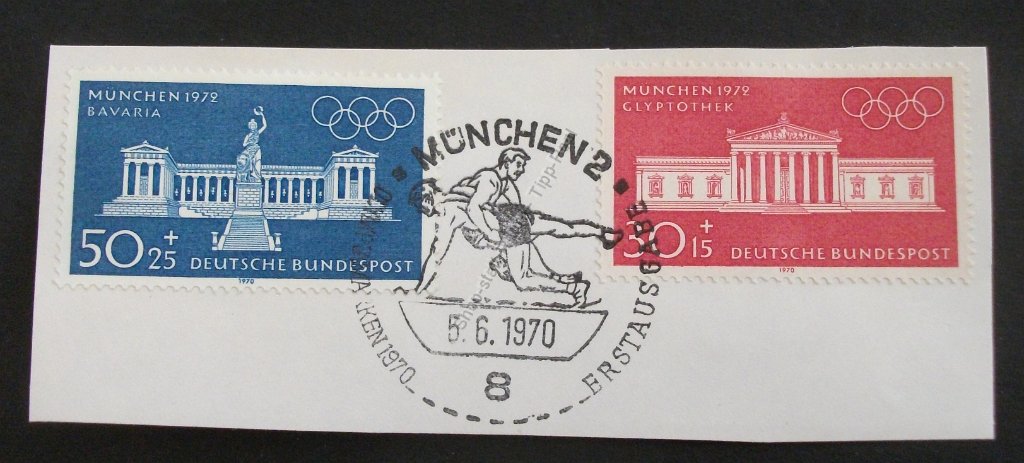 MÜNCHEN 1972
BAVARIA
50 + 25
DEUTSCHE BUNDESPOST
1970
MÜNCHEN 1972
GLYPTOTHEK
30 + 15
DEUTSCHE BUNDESPOST
1970
MÜNCHEN 2
5.6.1970
8
ERSTAUSGABE